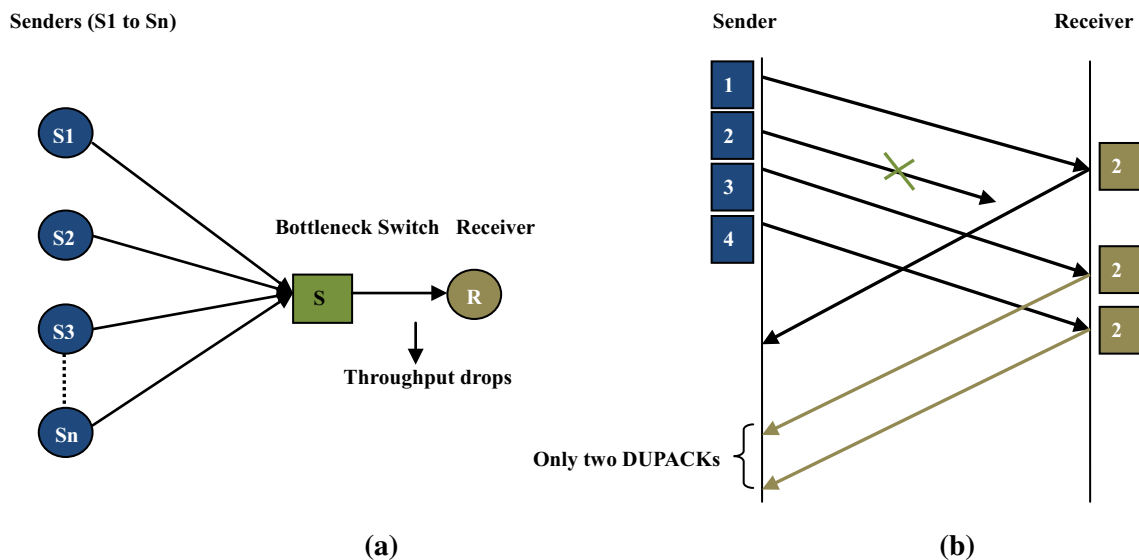 Senders (S1 to Sn)
S1
S2
S3
Sn
Bottleneck Switch Receiver
S
R
Throughput drops
(a)
Sender
Receiver
1
2
3
4
2
2
2
Only two DUPACKs
(b)